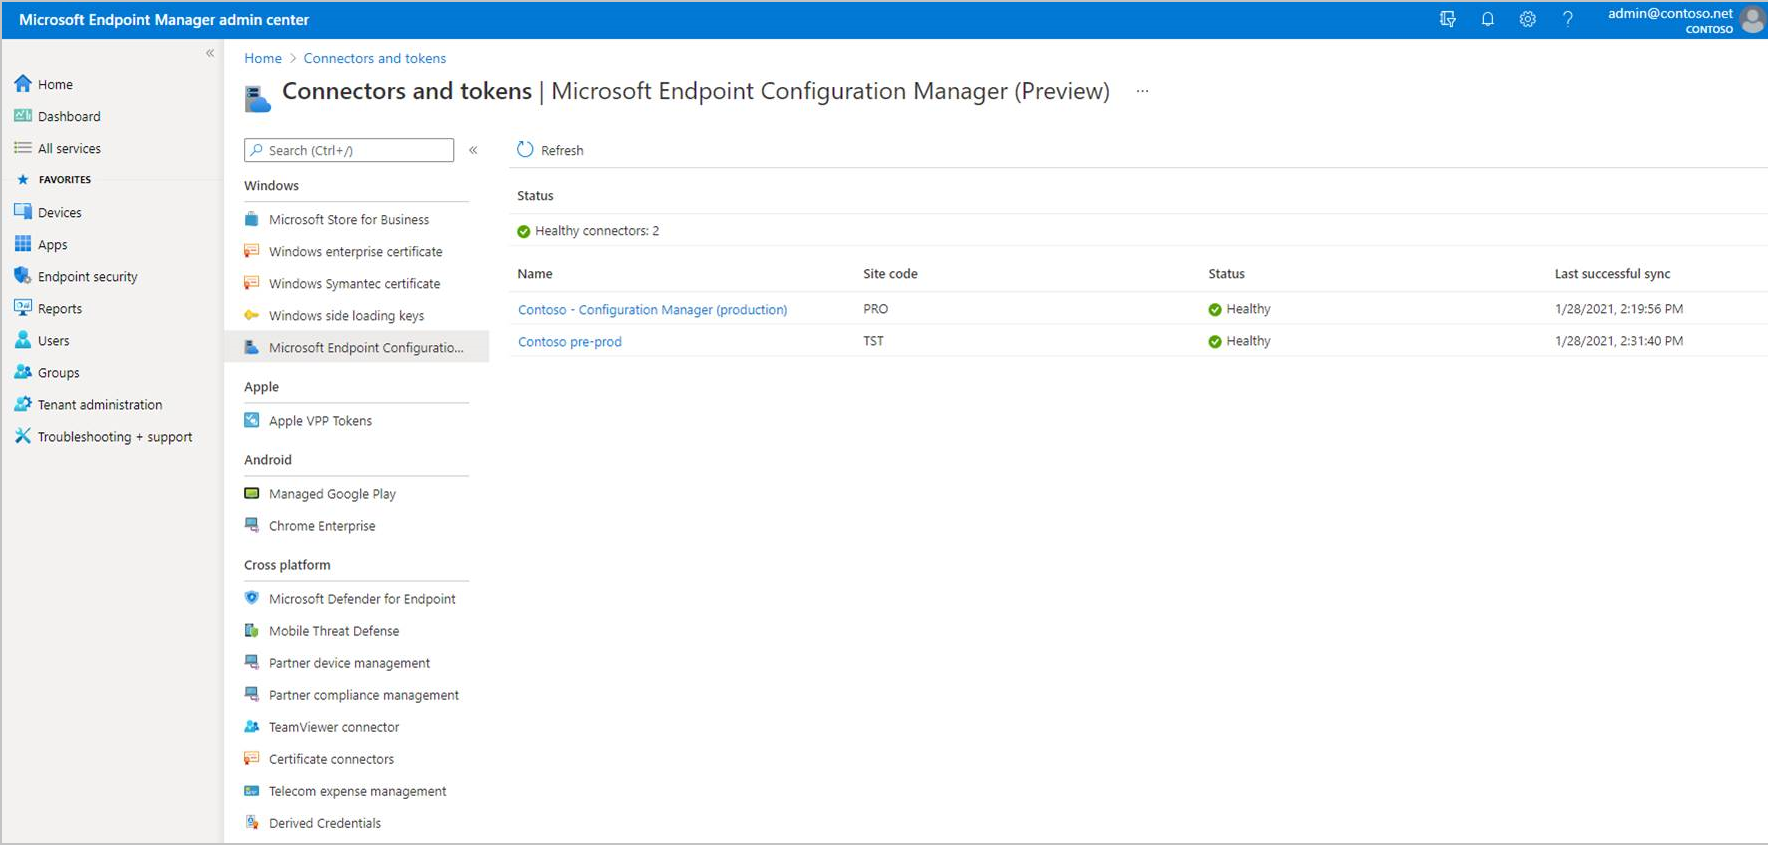 Microsoft Endpoint Manager admin center
admin@contoso.net
CONTOSO
Home
Dashboard
All services
FAVORITES
Devices
Apps
Endpoint security
Reports
Users
Groups
Tenant administration
Troubleshooting + support
Home > Connectors and tokens
Connectors and tokens | Microsoft Endpoint Configuration Manager (Preview) ...
Search (Ctrl+/)
Windows
Microsoft Store for Business
Windows enterprise certificate
Windows Symantec certificate
Windows side loading keys
Microsoft Endpoint Configuratio...
Apple
Apple VPP Tokens
Android
Managed Google Play
Chrome Enterprise
Cross platform
Microsoft Defender for Endpoint
Mobile Threat Defense
Partner device management
Partner compliance management
TeamViewer connector
Certificate connectors
Telecom expense management
Derived Credentials
Refresh
Status
Healthy connectors: 2
Name Site code Status Last successful sync
Contoso - Configuration Manager (production) PRO Healthy 1/28/2021, 2:19:56 PM
Contoso pre-prod TST Healthy 1/28/2021, 2:31:40 PM